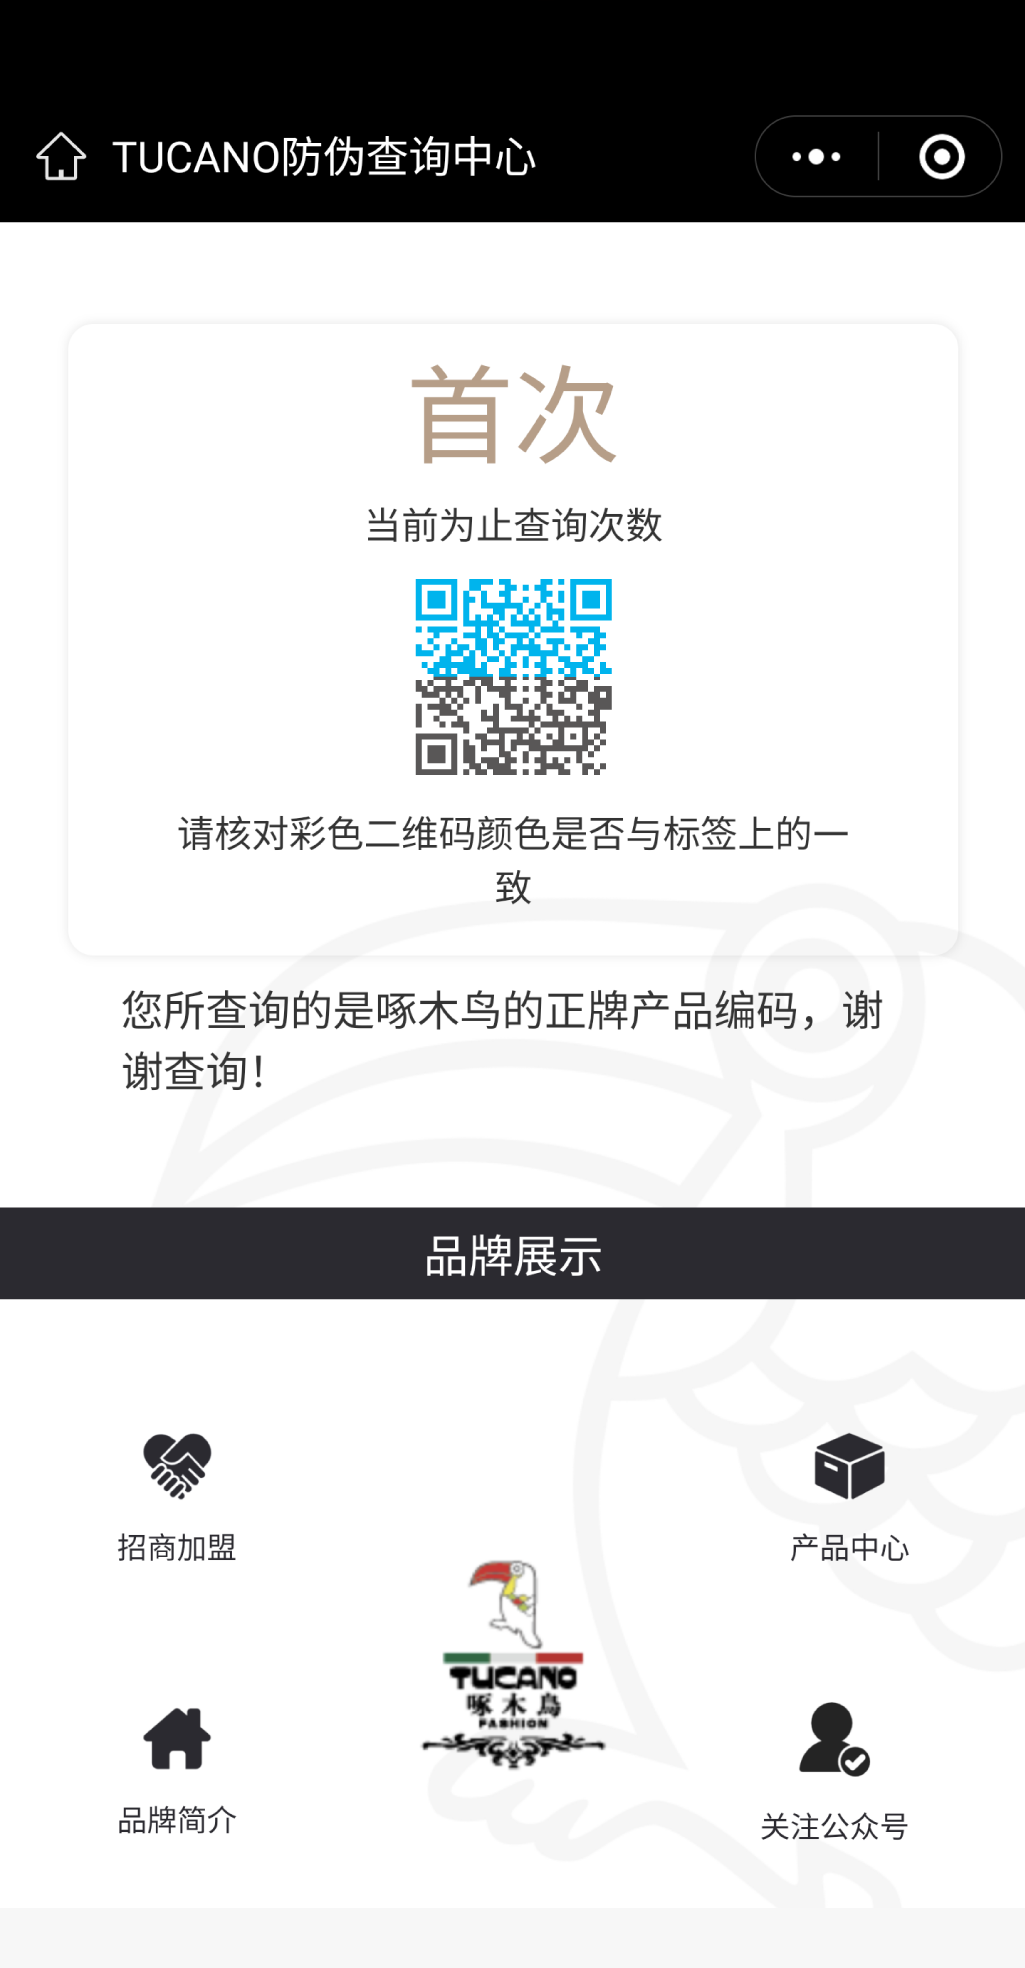 TUCANO防伪查询中心
首次
当前为止查询次数
请核对彩色二维码颜色是否与标签上的一
致
您所查询的是啄木鸟的正牌产品编码，谢
谢查询！
品牌展示
招商加盟
产品中心
TUCANO
啄木鳥
FASHION
品牌简介
关注公众号